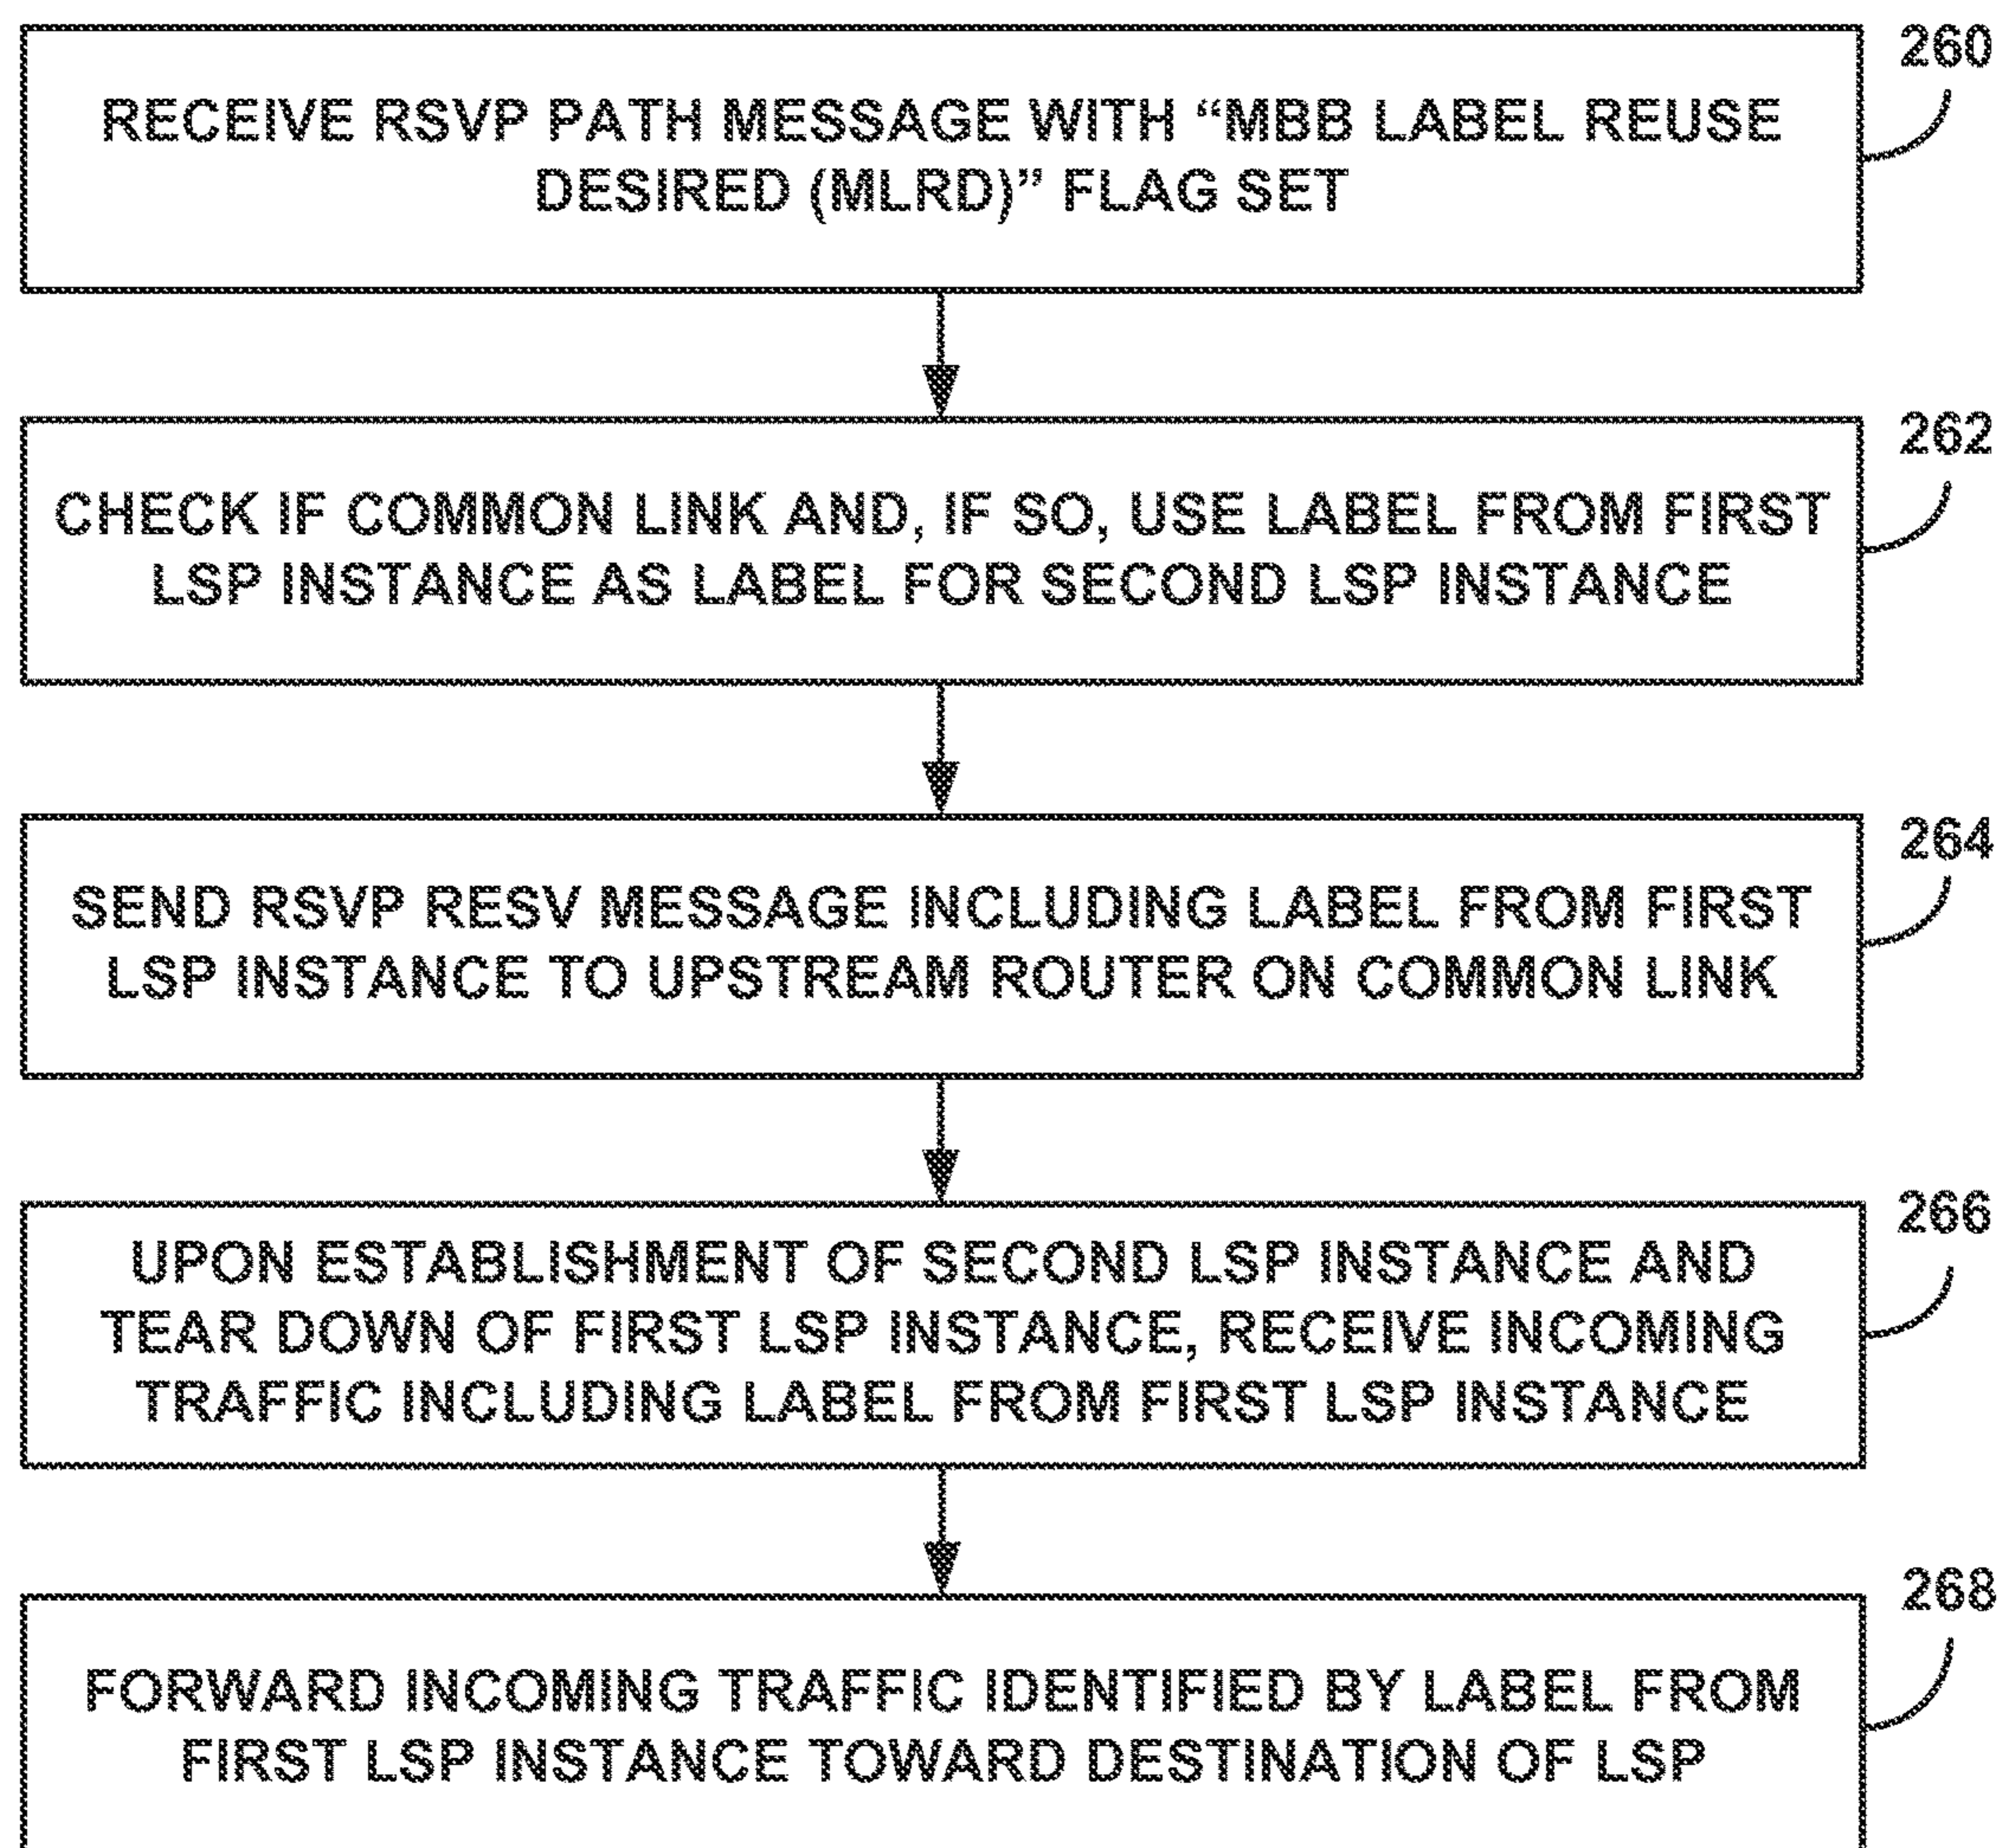 260
RECEIVE RSVP PATH MESSAGE WITH “MBB LABEL REUSE
DESIRED (MLRD)” FLAG SET
262
CHECK IF COMMON LINK AND, IF SO, USE LABEL FROM FIRST
LSP INSTANCE AS LABEL FOR SECOND LSP INSTANCE
264
SEND RSVP RESV MESSAGE INCLUDING LABEL FROM FIRST
LSP INSTANCE TO UPSTREAM ROUTER ON COMMON LINK
266
UPON ESTABLISHMENT OF SECOND LSP INSTANCE AND
TEAR DOWN OF FIRST LSP INSTANCE, RECEIVE INCOMING
TRAFFIC INCLUDING LABEL FROM FIRST LSP INSTANCE
268
FORWARD INCOMING TRAFFIC IDENTIFIED BY LABEL FROM
FIRST LSP INSTANCE TOWARD DESTINATION OF LSP